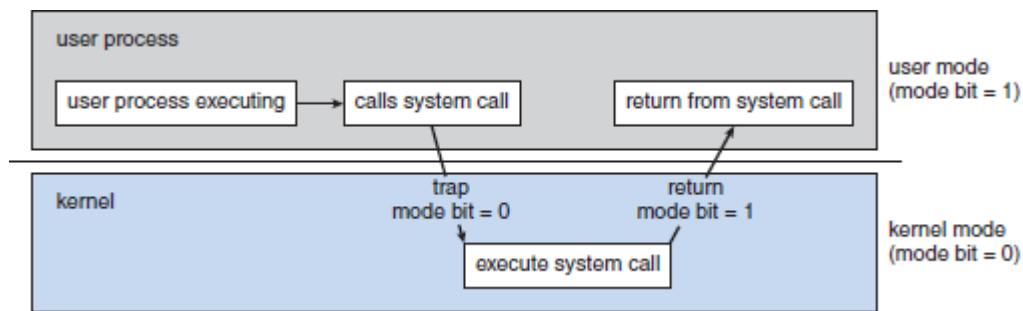 user process
user process executing
calls system call
return from system call
user mode
(mode bit = 1)
kernel
trap
mode bit = 0
return
mode bit = 1
kernel mode
(mode bit = 0)
execute system call